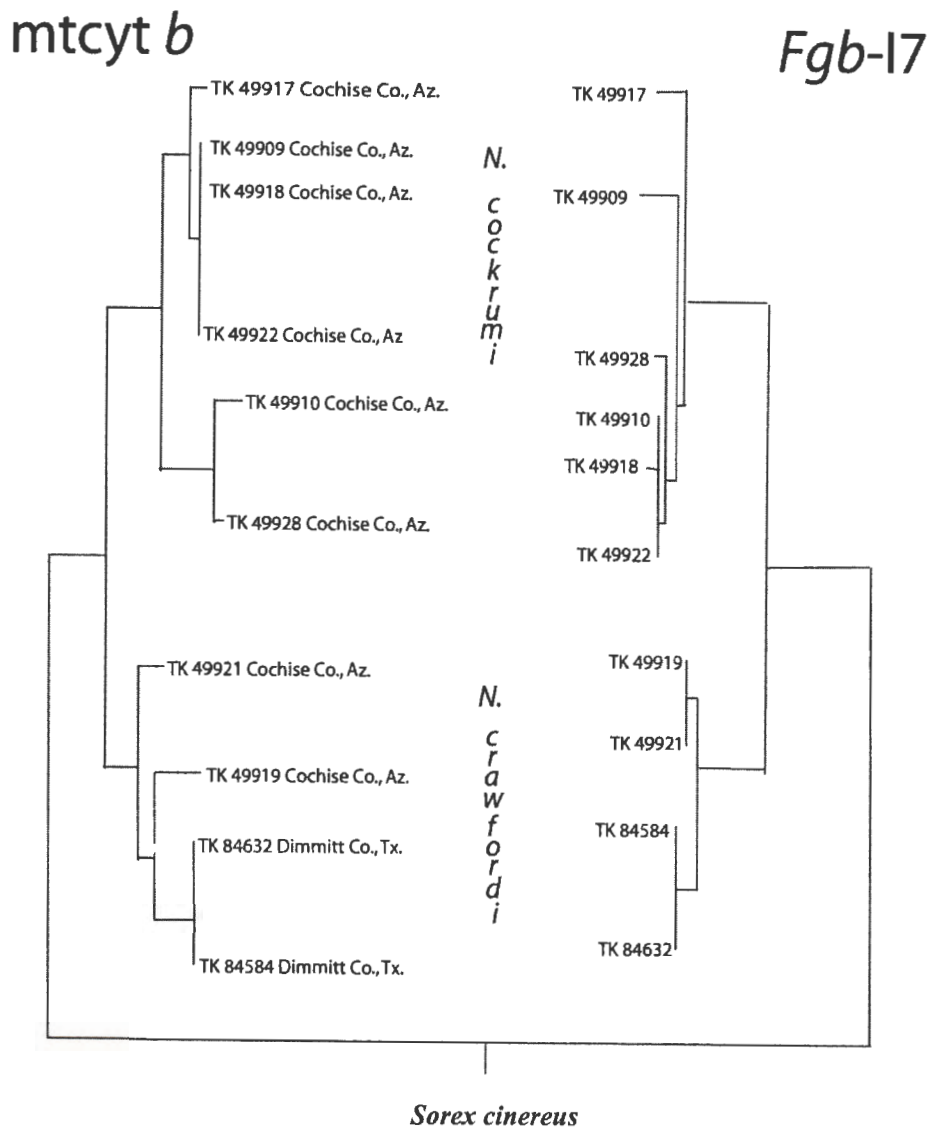 mtcyt b
Fgb-I7
TK 49917 Cochise Co., Az.
TK 49909 Cochise Co., Az.
TK 49918 Cochise Co., Az.
TK 49922 Cochise Co., Az
TK 49910 Cochise Co., Az.
TK 49928 Cochise Co., Az.
N. cockrumi
TK 49917
TK 49909
TK 49928
TK 49910
TK 49918
TK 49922
TK 49921 Cochise Co., Az.
TK 49919 Cochise Co., Az.
TK 84632 Dimmitt Co., Tx.
TK 84584 Dimmitt Co., Tx.
N. crawfordi
TK 49919
TK 49921
TK 84584
TK 84632
Sorex cinereus